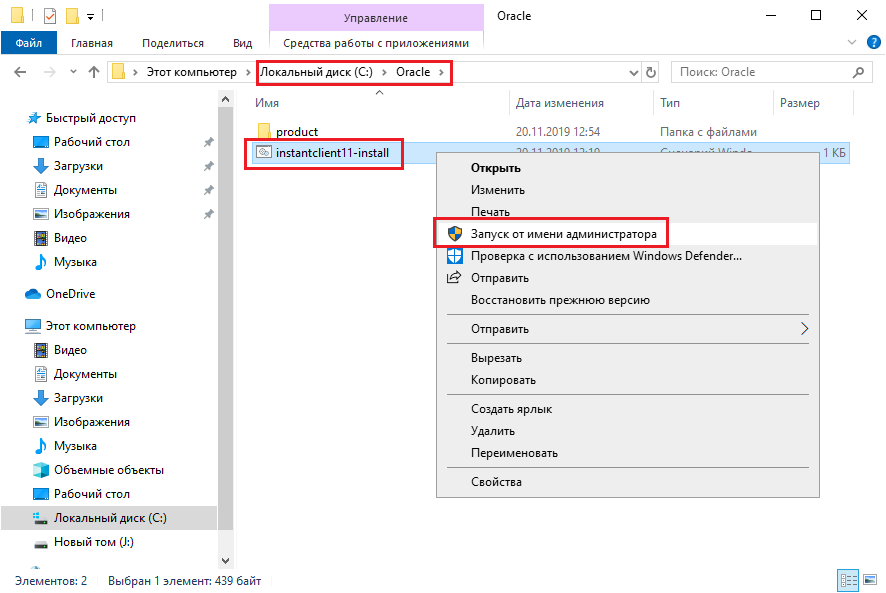 Управление
Oracle
Файл
Главная
Поделиться
Вид
Средства работы с приложениями
Этот компьютер > Локальный диск (C:) > Oracle >
Поиск: Oracle
Имя
Дата изменения
Тип
Размер
Быстрый доступ
Рабочий стол
Загрузки
Документы
Изображения
Видео
Музыка
OneDrive
Этот компьютер
Видео
Документы
Загрузки
Изображения
Музыка
Объемные объекты
Рабочий стол
Локальный диск (C:)
Новый том (J:)
product 20.11.2019 12:54 Папка с файлами
instantclient11-install 1 КБ
Открыть
Изменить
Печать
Запуск от имени администратора
Проверка с использованием Windows Defender...
Отправить
Восстановить прежнюю версию
Отправить
Вырезать
Копировать
Создать ярлык
Удалить
Переименовать
Свойства
Элементов: 2 Выбран 1 элемент: 439 байт